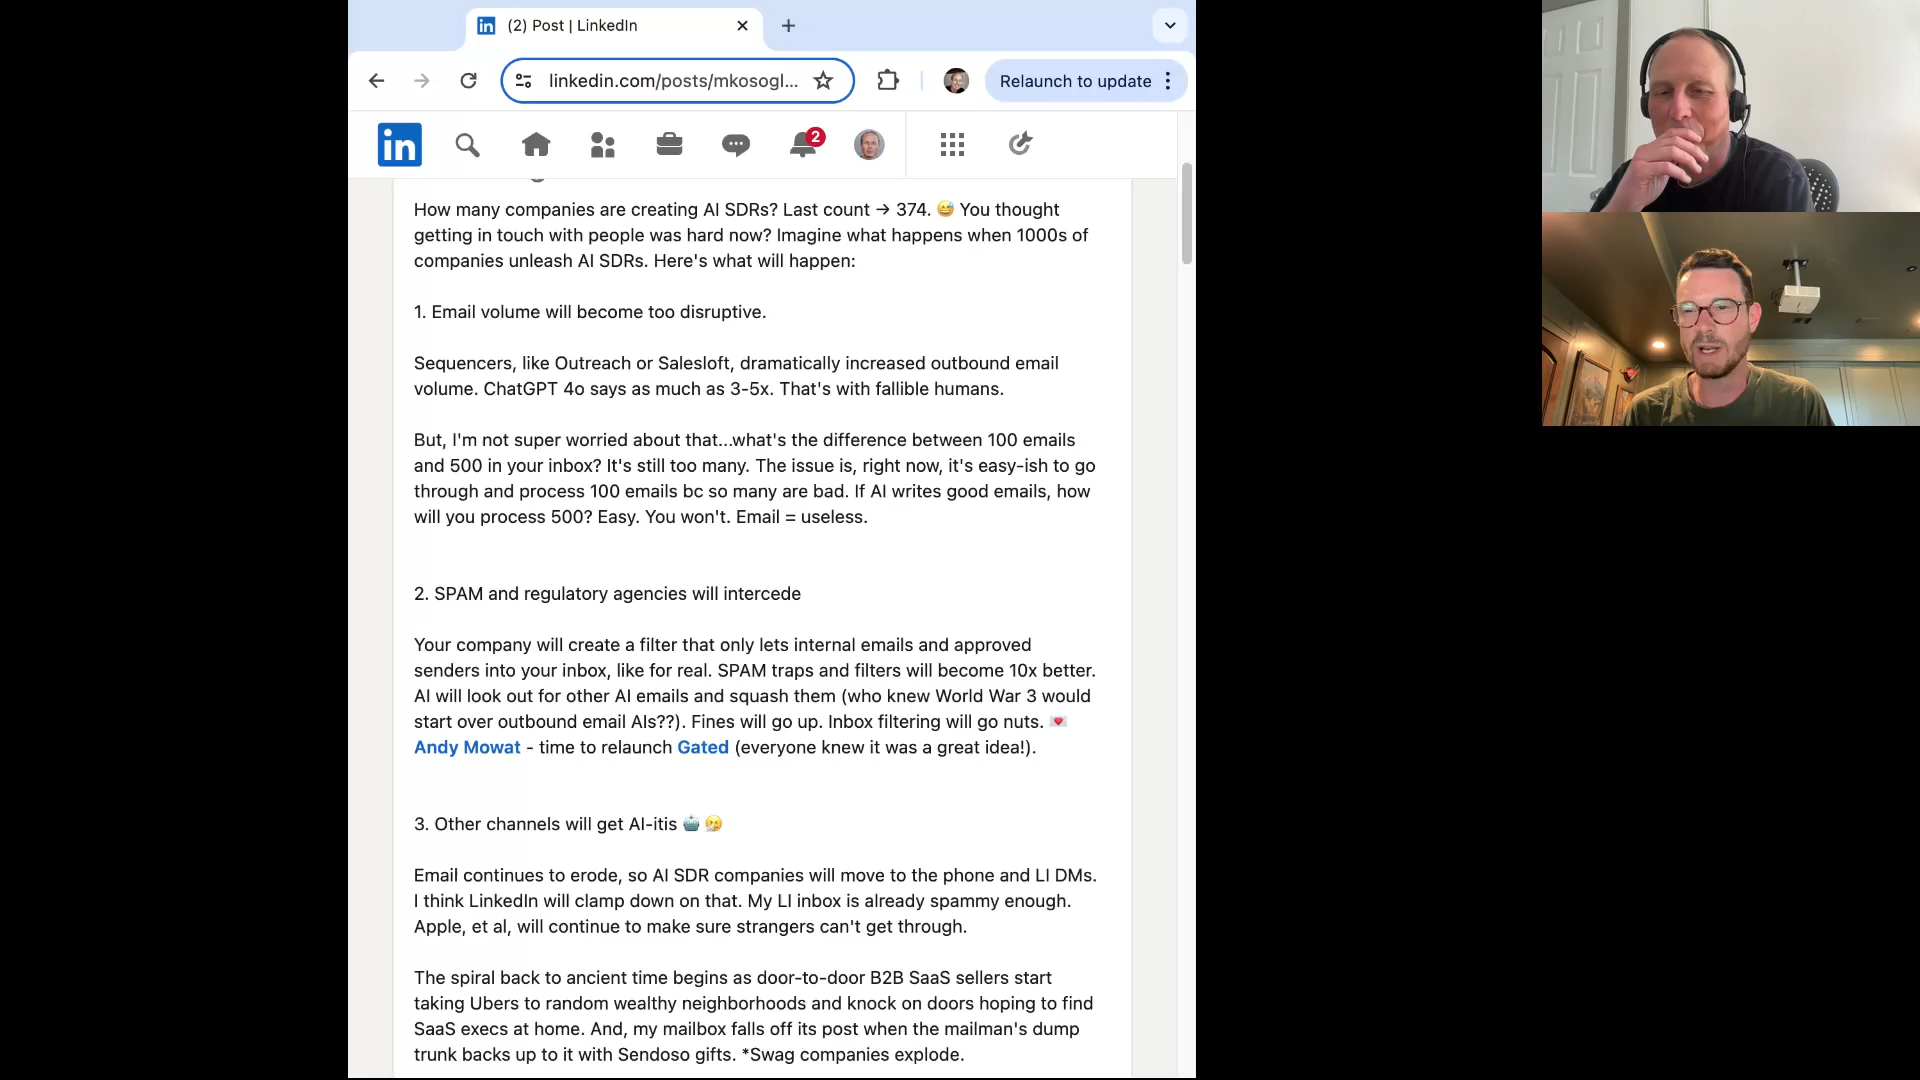 (2) Post | LinkedIn
linkedin.com/posts/mkosogl...
Relaunch to update
in
2
How many companies are creating AI SDRs? Last count → 374. 😅 You thought
getting in touch with people was hard now? Imagine what happens when 1000s of
companies unleash AI SDRs. Here's what will happen:
1. Email volume will become too disruptive.
Sequencers, like Outreach or Salesloft, dramatically increased outbound email
volume. ChatGPT 4o says as much as 3-5x. That's with fallible humans.
But, I'm not super worried about that...what's the difference between 100 emails
and 500 in your inbox? It's still too many. The issue is, right now, it's easy-ish to go
through and process 100 emails bc so many are bad. If AI writes good emails, how
will you process 500? Easy. You won't. Email = useless.
2. SPAM and regulatory agencies will intercede
Your company will create a filter that only lets internal emails and approved
senders into your inbox, like for real. SPAM traps and filters will become 10x better.
AI will look out for other AI emails and squash them (who knew World War 3 would
start over outbound email AIs??). Fines will go up. Inbox filtering will go nuts. 💌
Andy Mowat - time to relaunch Gated (everyone knew it was a great idea!).
3. Other channels will get AI-itis 🤖 🤧
Email continues to erode, so AI SDR companies will move to the phone and LI DMs.
I think LinkedIn will clamp down on that. My LI inbox is already spammy enough.
Apple, et al, will continue to make sure strangers can't get through.
The spiral back to ancient time begins as door-to-door B2B SaaS sellers start
taking Ubers to random wealthy neighborhoods and knock on doors hoping to find
SaaS execs at home. And, my mailbox falls off its post when the mailman's dump
trunk backs up to it with Sendoso gifts. *Swag companies explode.